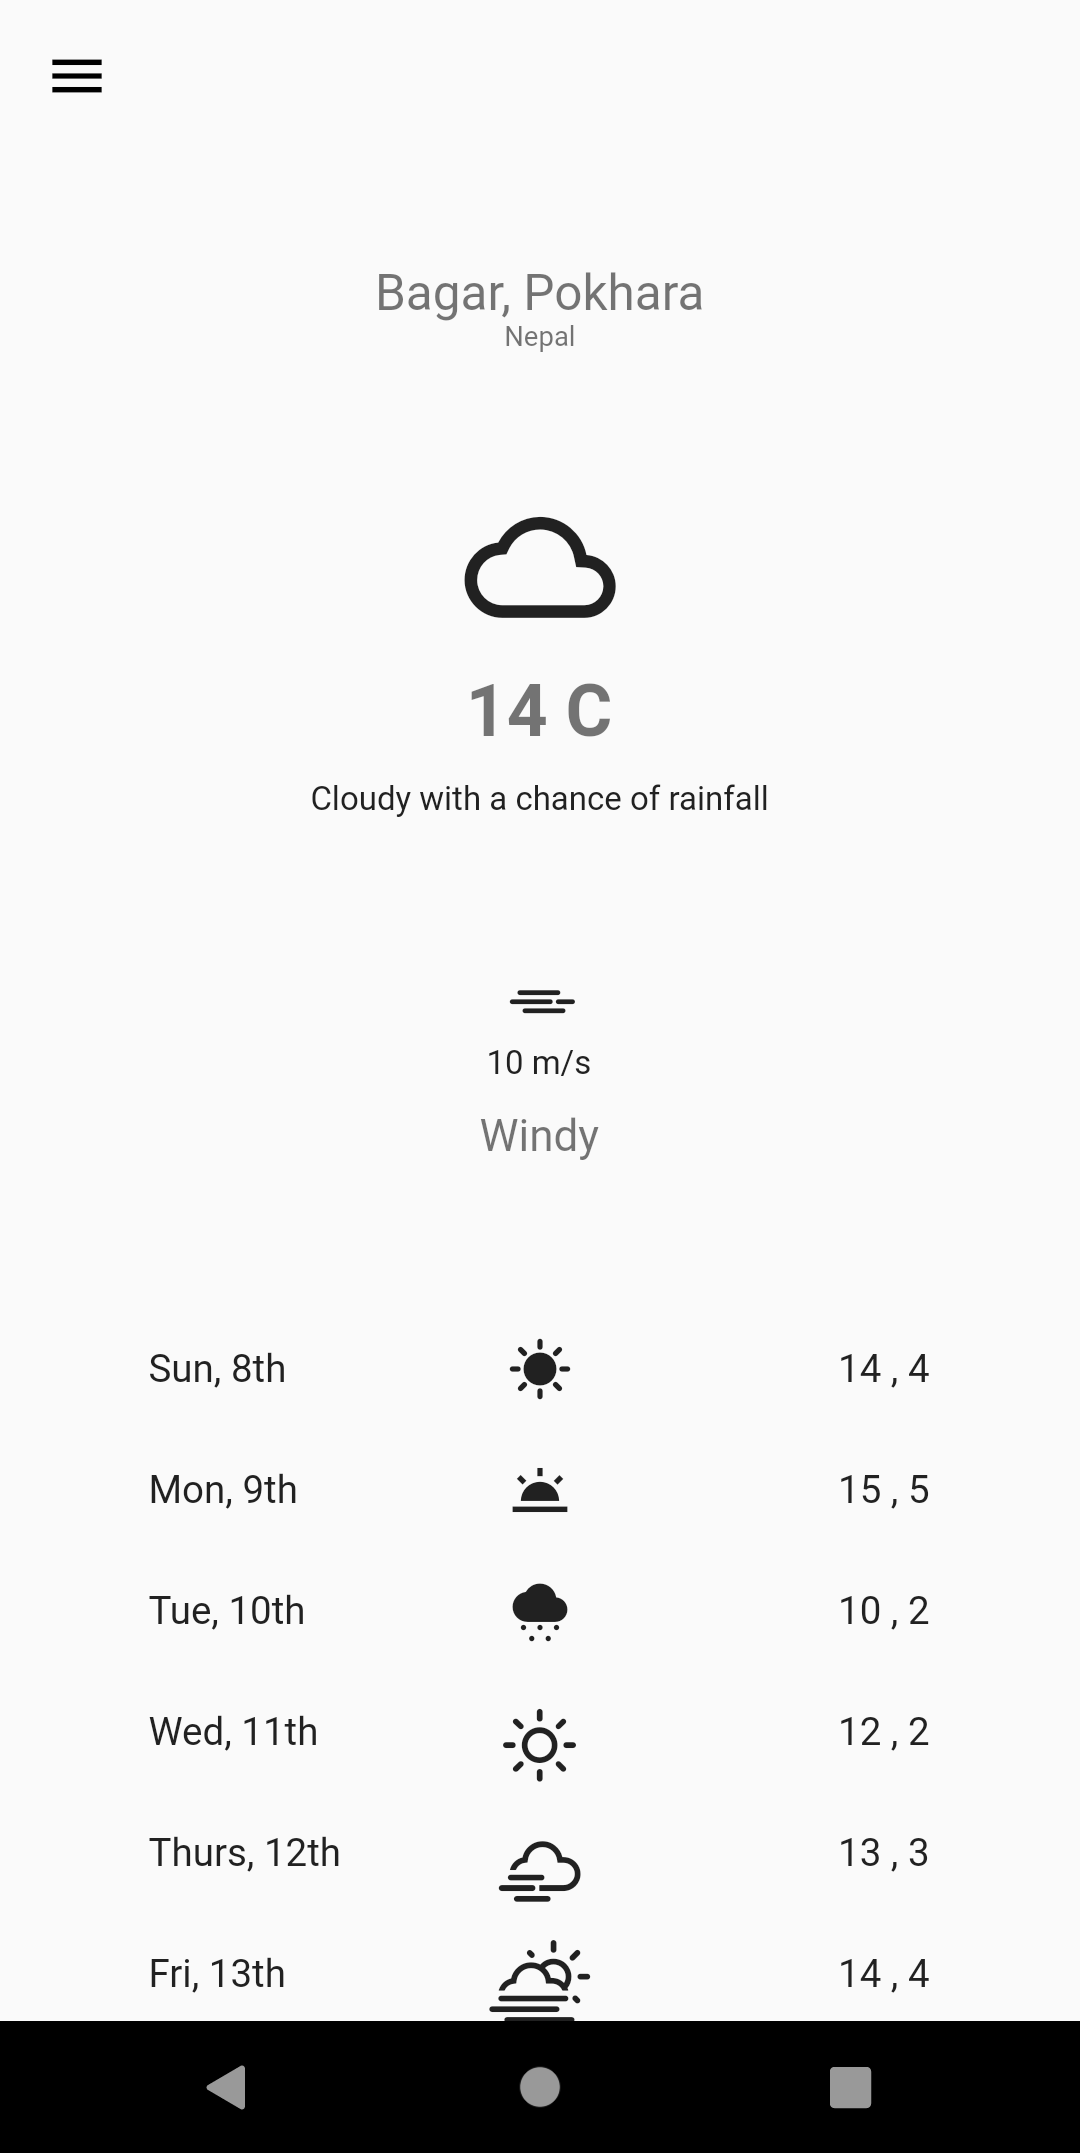 Bagar, Pokhara
Nepal
14 C
Cloudy with a chance of rainfall
10 m/s
Windy
Sun, 8th 14 , 4
Mon, 9th 15 , 5
Tue, 10th 10 , 2
Wed, 11th 12 , 2
Thurs, 12th 13 , 3
Fri, 13th 14 , 4